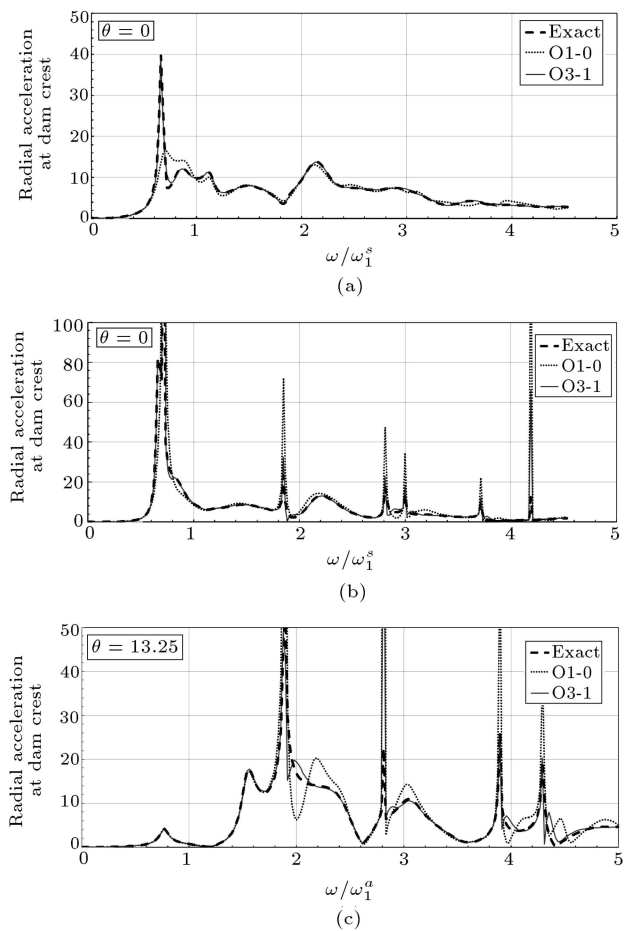 50
40
30
20
10
0
Radial acceleration
at dam crest
θ = 0
Exact
O1-0
O3-1
0 1 2 3 4 5
ω/ω₁ˢ
(a)
100
80
60
40
20
0
Radial acceleration
at dam crest
θ = 0
Exact
O1-0
O3-1
0 1 2 3 4 5
ω/ω₁ˢ
(b)
50
40
30
20
10
0
Radial acceleration
at dam crest
θ = 13.25
Exact
O1-0
O3-1
0 1 2 3 4 5
ω/ω₁ᵃ
(c)